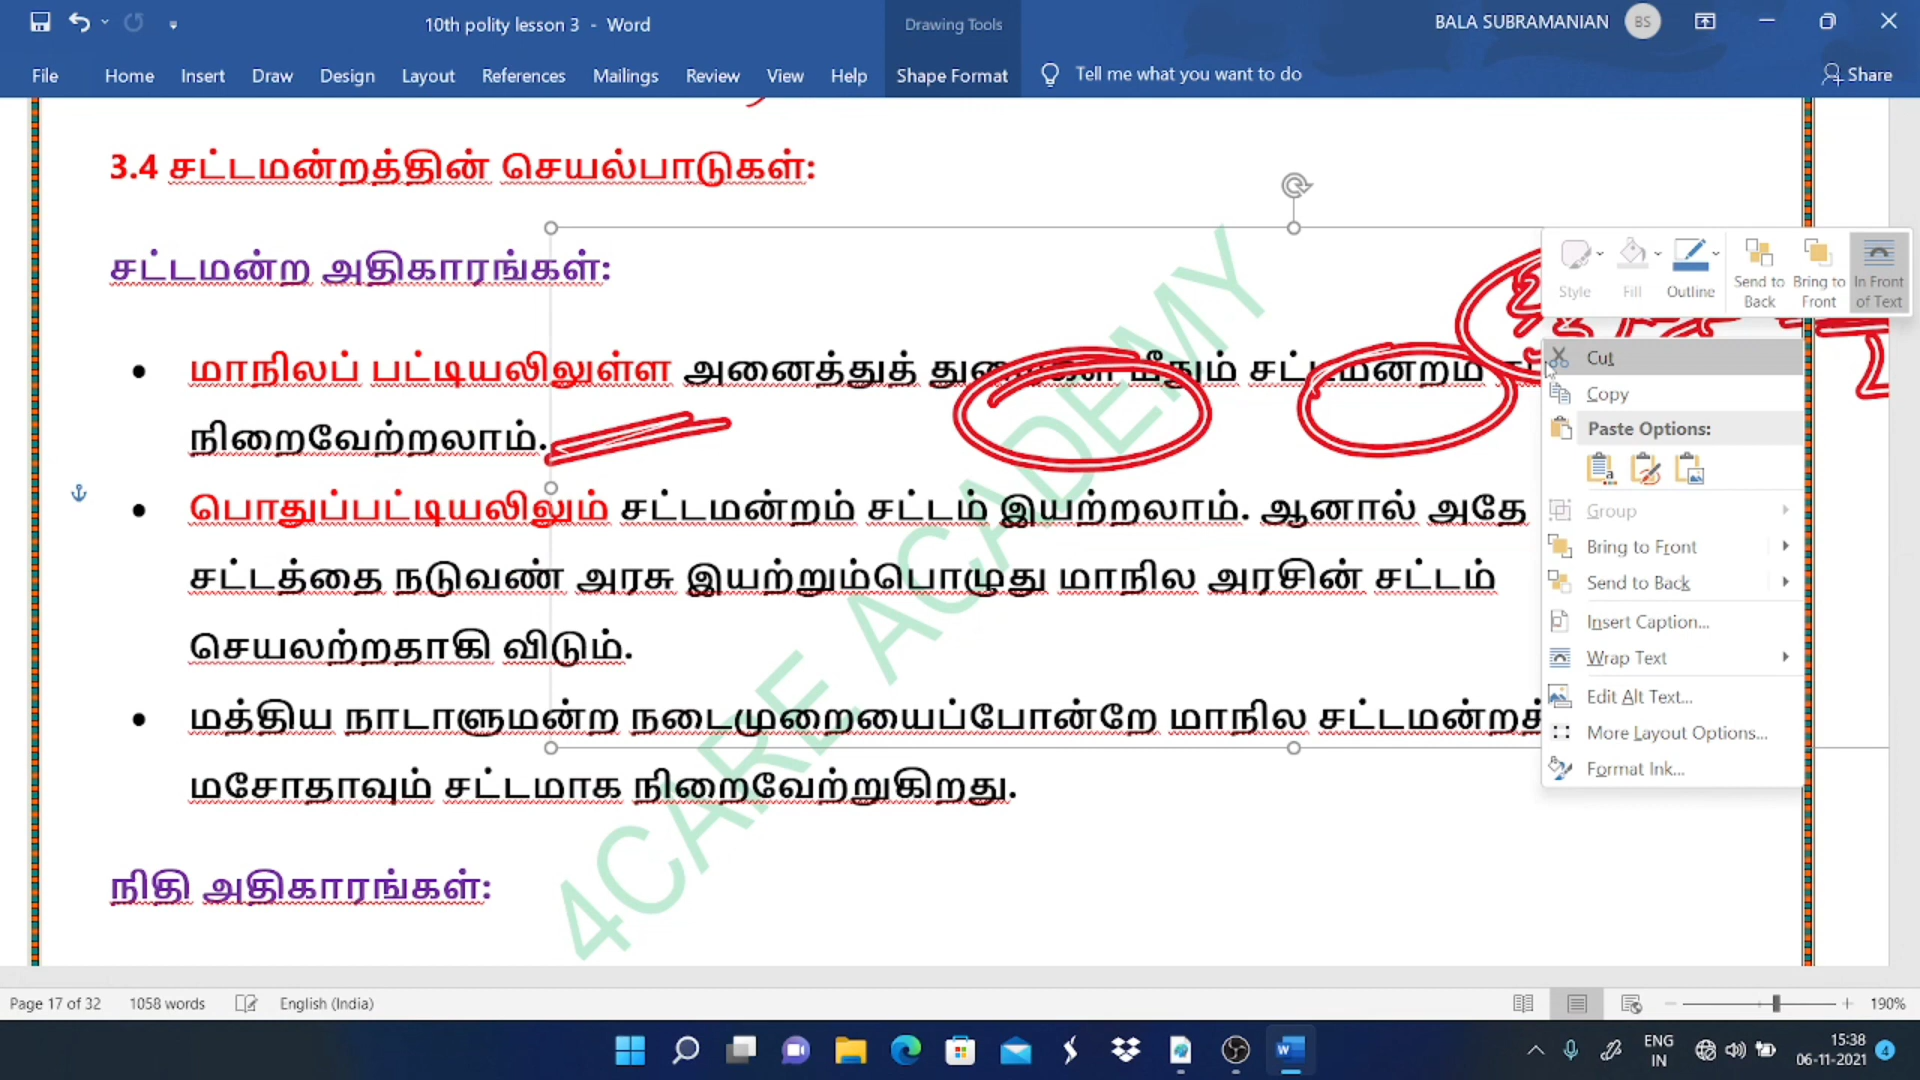 10th polity lesson 3 - Word
Drawing Tools
BALA SUBRAMANIAN
BS
File
Home
Insert
Draw
Design
Layout
References
Mailings
Review
View
Help
Shape Format
Tell me what you want to do
Share
3.4 சட்டமன்றத்தின் செயல்பாடுகள்:
சட்டமன்ற அதிகாரங்கள்:
மாநிலப் பட்டியலிலுள்ள அனைத்துத் துறைகள் மீதும் சட்டமன்றம்
நிறைவேற்றலாம்.
பொதுப்பட்டியலிலும் சட்டமன்றம் சட்டம் இயற்றலாம். ஆனால் அதே
சட்டத்தை நடுவண் அரசு இயற்றும்பொழுது மாநில அரசின் சட்டம்
செயலற்றதாகி விடும்.
மத்திய நாடாளுமன்ற நடைமுறையைப்போன்றே மாநில
மசோதாவும் சட்டமாக நிறைவேற்றுகிறது.
நிதி அதிகாரங்கள்:
4CARE ACADEMY
Style
Fill
Outline
Send to Back
Bring to Front
In Front of Text
Cut
Copy
Paste Options:
Group
Bring to Front
Send to Back
Insert Caption...
Wrap Text
Edit Alt Text...
More Layout Options...
Format Ink...
Page 17 of 32
1058 words
English (India)
190%
ENG
IN
15:38
06-11-2021
4